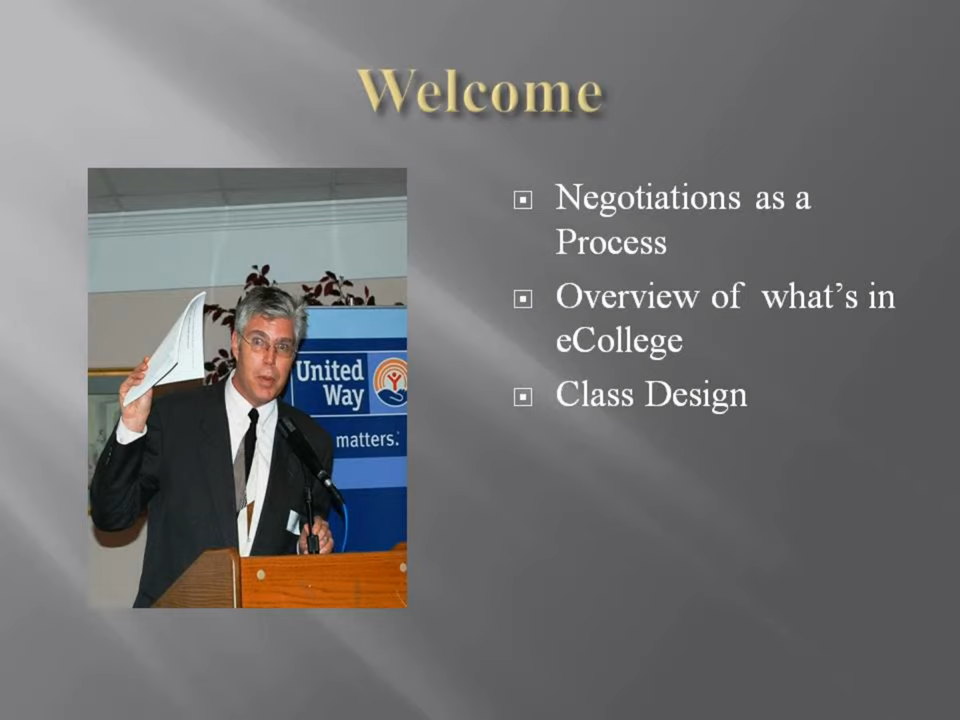 Welcome
Negotiations as a
Process
Overview of what's in
eCollege
Class Design
United
Way
matters.